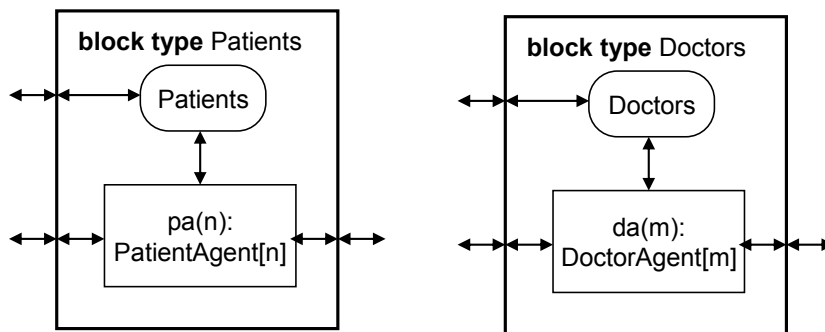 block type Patients
Patients
pa(n):
PatientAgent[n]
block type Doctors
Doctors
da(m):
DoctorAgent[m]